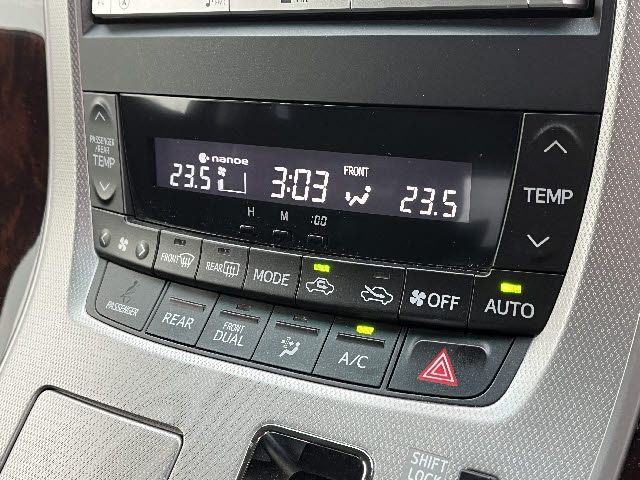 PASSENGER
/REAR
TEMP
nanoe
23.5
3:03
FRONT
23.5
TEMP
H M :00
FRONT
REAR
MODE
OFF
AUTO
PASSENGER
REAR
FRONT
DUAL
A/C
SHIFT
LOCK